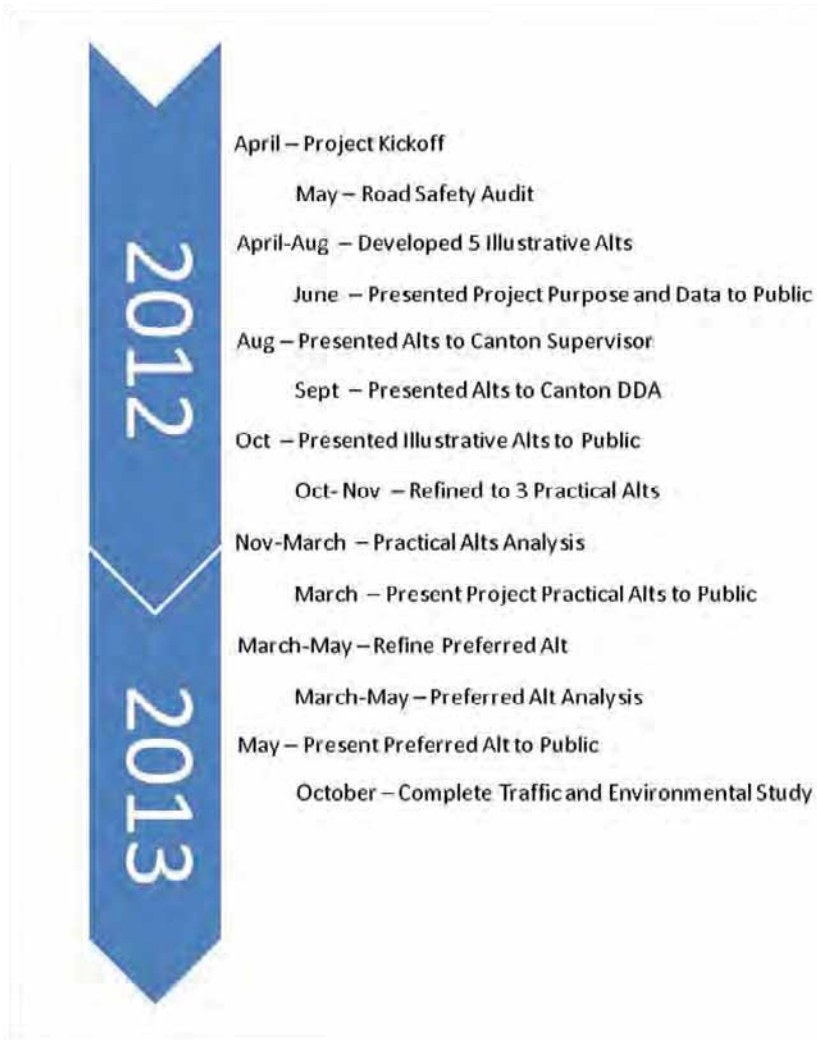 2012
April – Project Kickoff
May – Road Safety Audit
April-Aug – Developed 5 Illustrative Alts
June – Presented Project Purpose and Data to Public
Aug – Presented Alts to Canton Supervisor
Sept – Presented Alts to Canton DDA
Oct – Presented Illustrative Alts to Public
Oct- Nov – Refined to 3 Practical Alts
Nov-March – Practical Alts Analysis
2013
March – Present Project Practical Alts to Public
March-May – Refine Preferred Alt
March-May – Preferred Alt Analysis
May – Present Preferred Alt to Public
October – Complete Traffic and Environmental Study